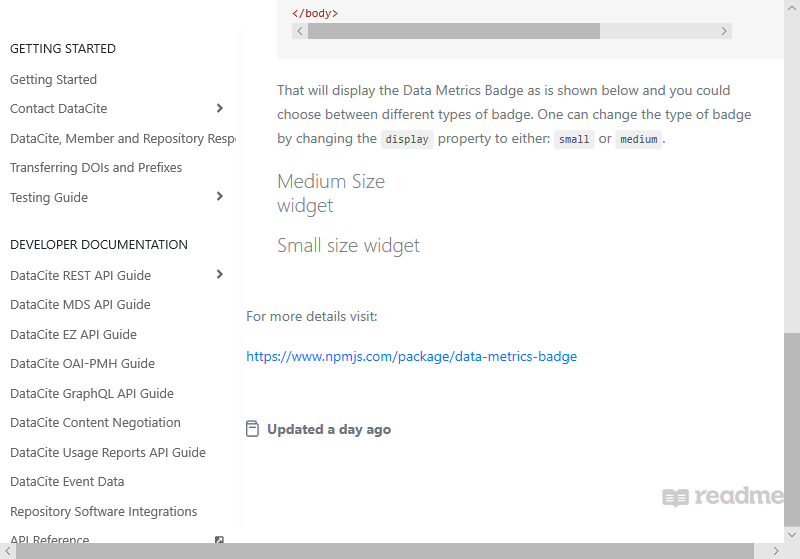 GETTING STARTED
Getting Started
Contact DataCite
DataCite, Member and Repository Resp
Transferring DOIs and Prefixes
Testing Guide
DEVELOPER DOCUMENTATION
DataCite REST API Guide
DataCite MDS API Guide
DataCite EZ API Guide
DataCite OAI-PMH Guide
DataCite GraphQL API Guide
DataCite Content Negotiation
DataCite Usage Reports API Guide
DataCite Event Data
Repository Software Integrations
API Reference
</body>
That will display the Data Metrics Badge as is shown below and you could
choose between different types of badge. One can change the type of badge
by changing the display property to either: small or medium.
Medium Size
widget
Small size widget
For more details visit:
https://www.npmjs.com/package/data-metrics-badge
Updated a day ago
readme